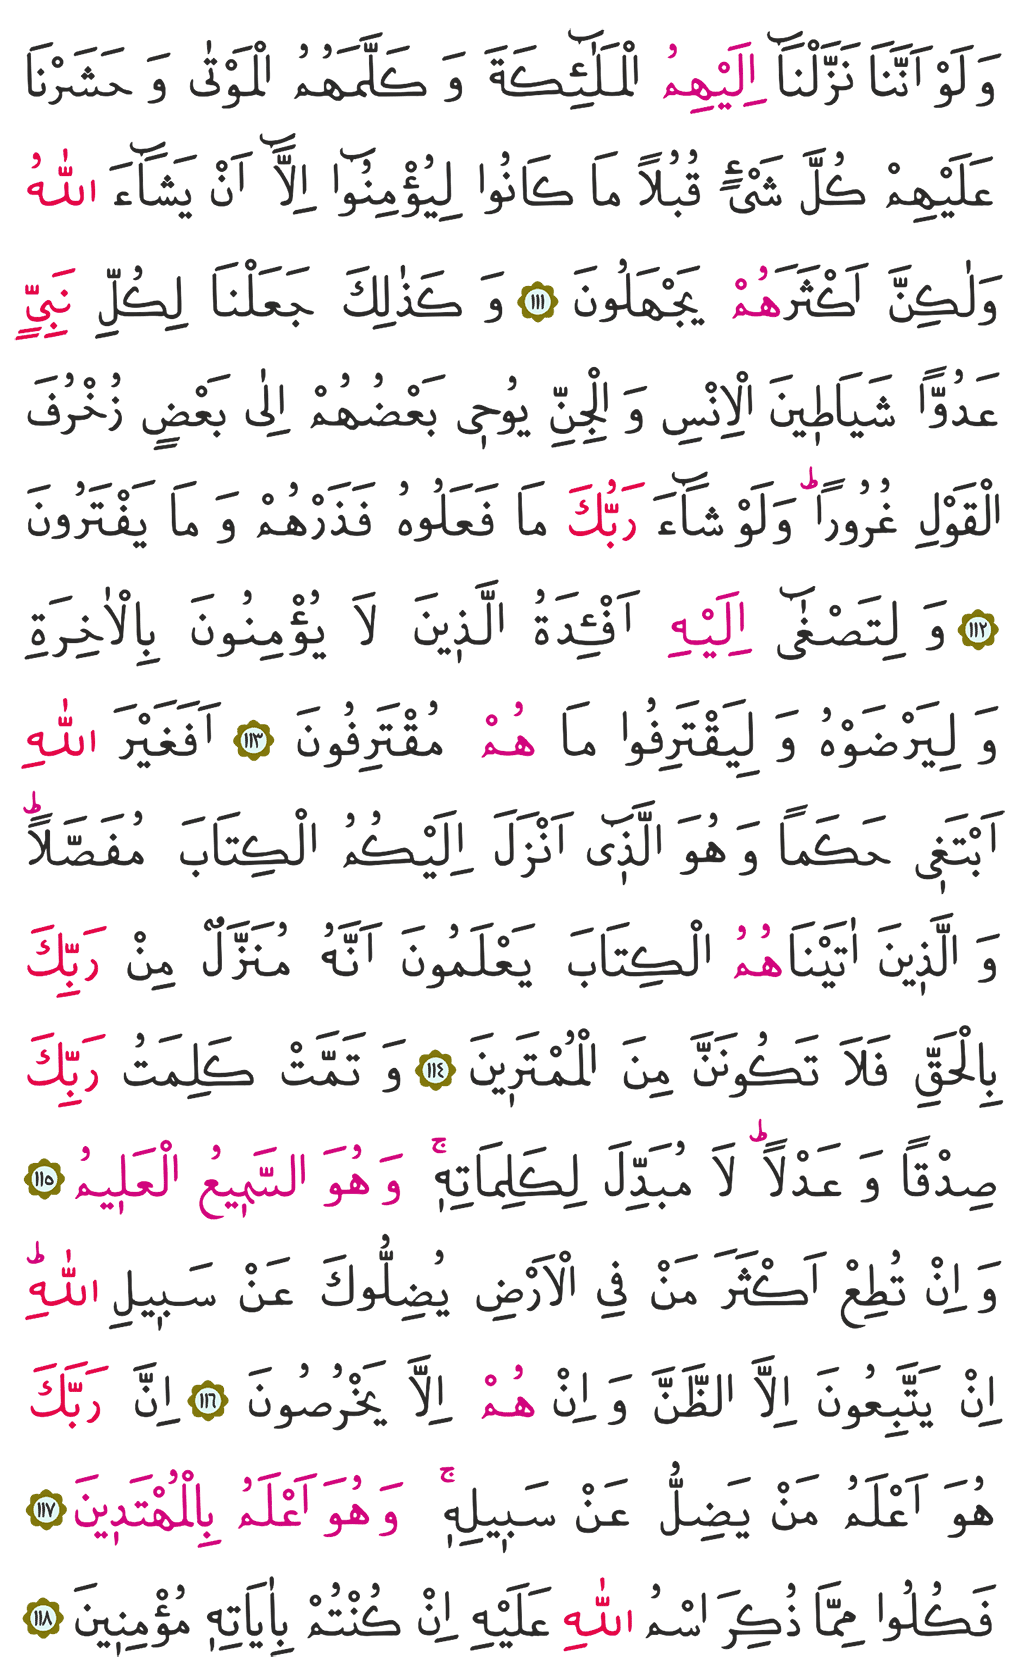 وَ لَوْ اَنَّنَا نَزَّلْنَٓا اِلَيْهِمُ الْمَلٰٓئِكَةَ وَ كَلَّمَهُمُ الْمَوْتٰى وَ حَشَرْنَا
عَلَيْهِمْ كُلَّ شَيْءٍ قُبُلًا مَا كَانُوا لِيُؤْمِنُٓوا اِلَّٓا اَنْ يَشَٓاءَ اللّٰهُ
وَلٰكِنَّ اَكْثَرَهُمْ يَجْهَلُونَ ﴿١١١﴾ وَ كَذٰلِكَ جَعَلْنَا لِكُلِّ نَبِيٍّ
عَدُوًّا شَيَاطٖينَ الْاِنْسِ وَ الْجِنِّ يُوحٖي بَعْضُهُمْ اِلٰى بَعْضٍ زُخْرُفَ
الْقَوْلِ غُرُورًاؕ وَلَوْ شَٓاءَ رَبُّكَ مَا فَعَلُوهُ فَذَرْهُمْ وَ مَا يَفْتَرُونَ
﴿١١٢﴾ وَ لِتَصْغٰٓى اِلَيْهِ اَفْئِدَةُ الَّذٖينَ لَا يُؤْمِنُونَ بِالْاٰخِرَةِ
وَ لِيَرْضَوْهُ وَ لِيَقْتَرِفُوا مَا هُمْ مُقْتَرِفُونَ ﴿١١٣﴾ اَفَغَيْرَ اللّٰهِ
اَبْتَغٖي حَكَمًا وَ هُوَ الَّذٖٓي اَنْزَلَ اِلَيْكُمُ الْكِتَابَ مُفَصَّلًاؕ
وَ الَّذٖينَ اٰتَيْنَاهُمُ الْكِتَابَ يَعْلَمُونَ اَنَّهُ مُنَزَّلٌ مِنْ رَبِّكَ
بِالْحَقِّ فَلَا تَكُونَنَّ مِنَ الْمُمْتَرٖينَ ﴿١١٤﴾ وَ تَمَّتْ كَلِمَتُ رَبِّكَ
صِدْقًا وَ عَدْلًاؕ لَا مُبَدِّلَ لِكَلِمَاتِهٖۚ وَ هُوَ السَّمٖيعُ الْعَلٖيمُ ﴿١١٥﴾
وَ اِنْ تُطِعْ اَكْثَرَ مَنْ فِي الْاَرْضِ يُضِلُّوكَ عَنْ سَبٖيلِ اللّٰهِؕ
اِنْ يَتَّبِعُونَ اِلَّا الظَّنَّ وَ اِنْ هُمْ اِلَّا يَخْرُصُونَ ﴿١١٦﴾ اِنَّ رَبَّكَ
هُوَ اَعْلَمُ مَنْ يَضِلُّ عَنْ سَبٖيلِهٖۚ وَ هُوَ اَعْلَمُ بِالْمُهْتَدٖينَ ﴿١١٧﴾
فَكُلُوا مِمَّا ذُكِرَ اسْمُ اللّٰهِ عَلَيْهِ اِنْ كُنْتُمْ بِاٰيَاتِهٖ مُؤْمِنٖينَ ﴿١١٨﴾